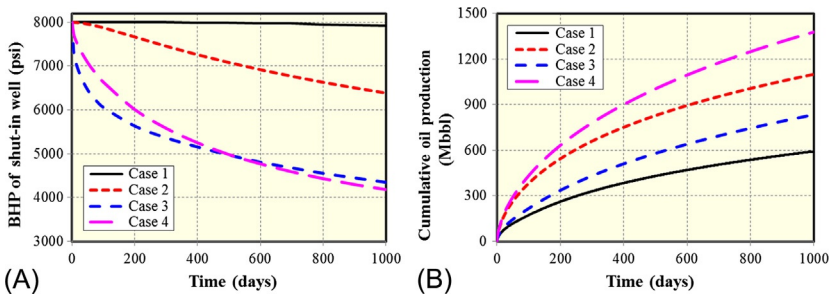 BHP of shut-in well (psi)
8000
7000
6000
5000
4000
3000
Case 1
Case 2
Case 3
Case 4
0
200
400
600
800
1000
Time (days)
(A)
Cumulative oil production
(Mbbl)
1500
1200
900
600
300
0
Case 1
Case 2
Case 3
Case 4
0
200
400
600
800
1000
Time (days)
(B)